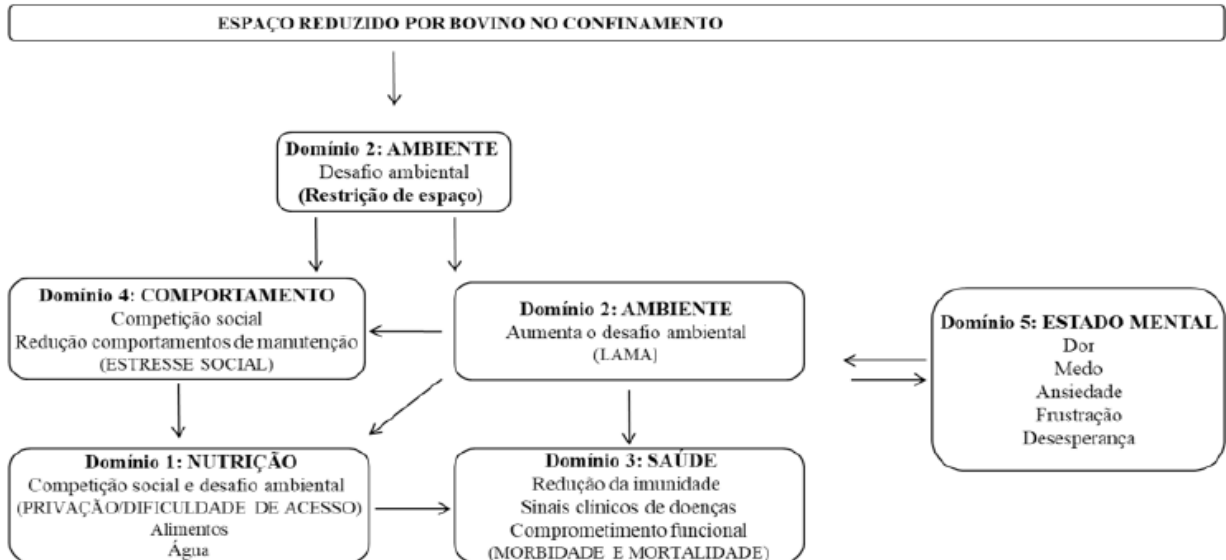 ESPAÇO REDUZIDO POR BOVINO NO CONFINAMENTO
Domínio 2: AMBIENTE
Desafio ambiental
(Restrição de espaço)
Domínio 4: COMPORTAMENTO
Competição social
Redução comportamentos de manutenção
(ESTRESSE SOCIAL)
Domínio 2: AMBIENTE
Aumenta o desafio ambiental
(LAMA)
Domínio 5: ESTADO MENTAL
Dor
Medo
Ansiedade
Frustração
Desesperança
Domínio 1: NUTRIÇÃO
Competição social e desafio ambiental
(PRIVAÇÃO/DIFICULDADE DE ACESSO)
Alimentos
Água
Domínio 3: SAÚDE
Redução da imunidade
Sinais clínicos de doenças
Comprometimento funcional
(MORBIDADE E MORTALIDADE)